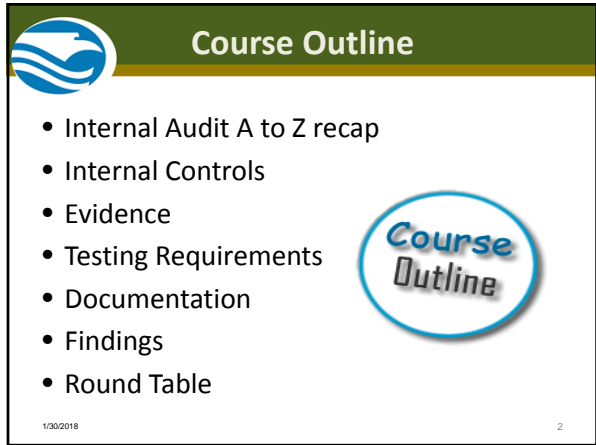 Course Outline
• Internal Audit A to Z recap
• Internal Controls
• Evidence
• Testing Requirements
• Documentation
• Findings
• Round Table
Course
Outline
1/30/2018
2